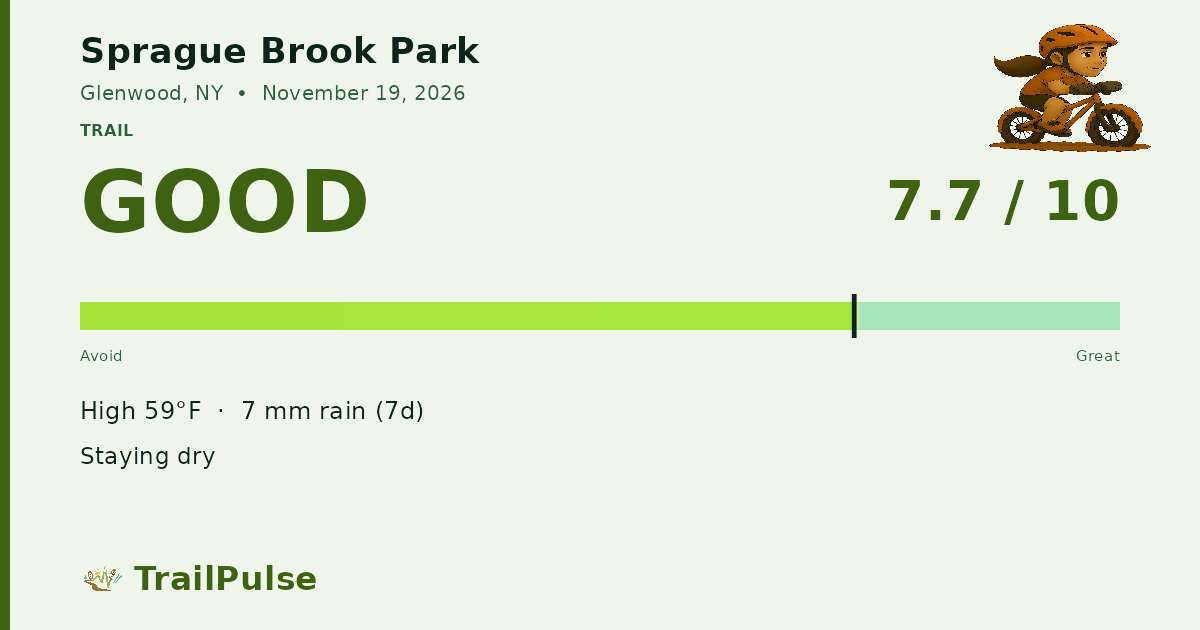 Sprague Brook Park
Glenwood, NY • November 19, 2026
TRAIL
GOOD
7.7 / 10
Avoid
Great
High 59°F · 7 mm rain (7d)
Staying dry
TrailPulse